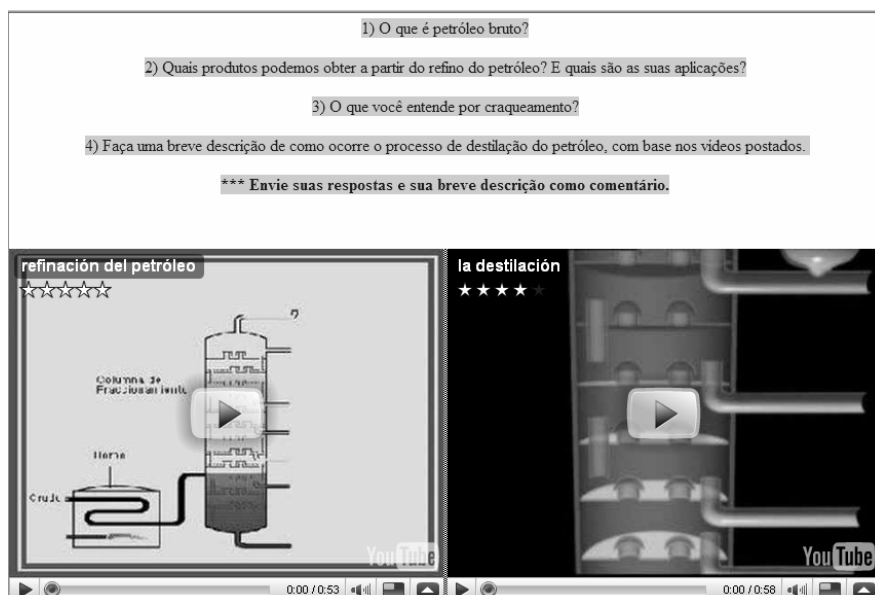 1) O que é petróleo bruto?
2) Quais produtos podemos obter a partir do refino do petróleo? E quais são as suas aplicações?
3) O que você entende por craqueamento?
4) Faça uma breve descrição de como ocorre o processo de destilação do petróleo, com base nos vídeos postados.
*** Envie suas respostas e sua breve descrição como comentário.
refinación del petróleo
la destilación
Columna de
Fraccionamiento
Horno
Crudo
YouTube
YouTube
0:00 / 0:53
0:00 / 0:58